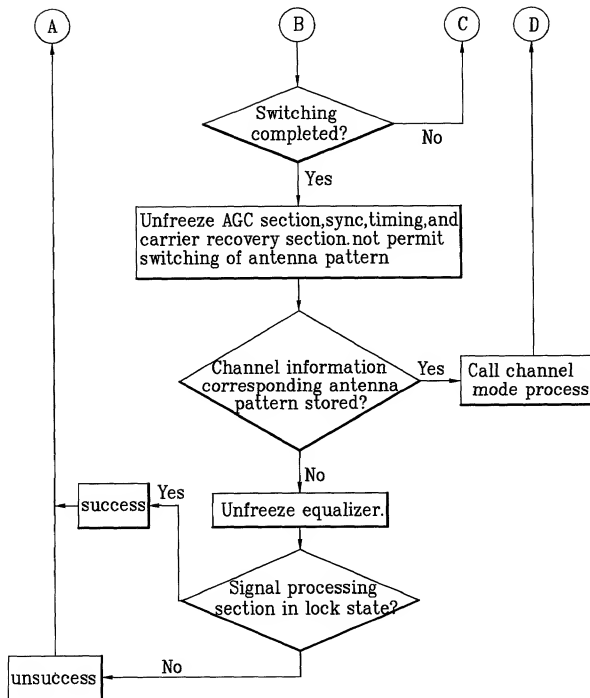 A
B
C
D
Switching
completed?
No
Yes
Unfreeze AGC section,sync,timing,and
carrier recovery section.not permit
switching of antenna pattern
Channel information
corresponding antenna
pattern stored?
Yes
Call channel
mode process
No
Unfreeze equalizer.
success
Yes
Signal processing
section in lock state?
No
unsuccess